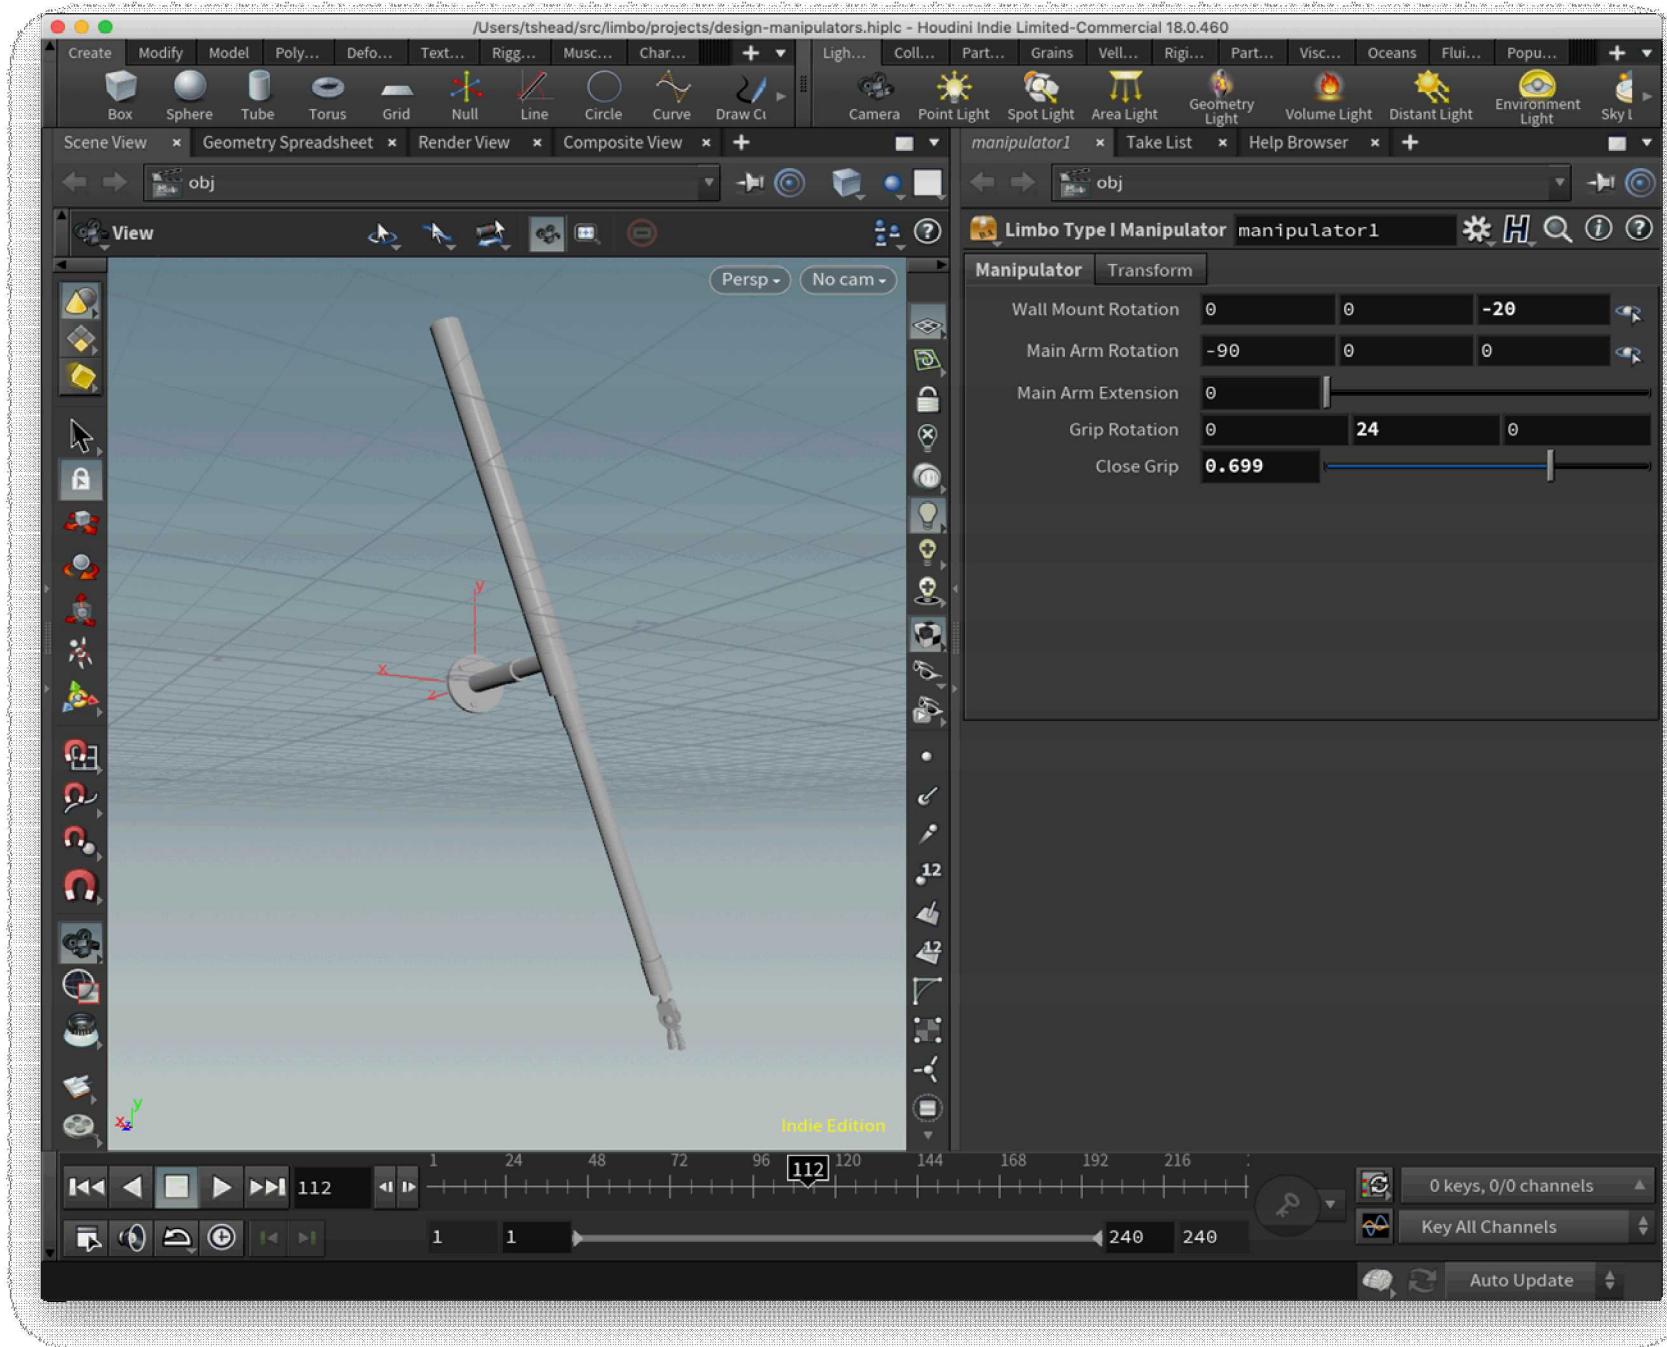 /Users/tshead/src/limbo/projects/design-manipulators.hiplc - Houdini Indie Limited-Commercial 18.0.460
Create Modify Model Poly... Defo... Text... Rigg... Musc... Char...
Ligh... Coll... Part... Grains Vell... Rigi... Part... Visc... Oceans Flui... Popu...
Box Sphere Tube Torus Grid Null Line Circle Curve Draw Cu
Camera Point Light Spot Light Area Light Geometry Light Volume Light Distant Light Environment Light Sky L
Scene View Geometry Spreadsheet Render View Composite View
manipulator1 Take List Help Browser
obj
obj
View
Limbo Type I Manipulator manipulator1
Persp No cam
Manipulator Transform
Wall Mount Rotation 0 0 -20
Main Arm Rotation -90 0 0
Main Arm Extension 0
Grip Rotation 0 24 0
Close Grip 0.699
y
x
z
12
12
y
x z
Indie Edition
112
1 24 48 72 96 112 120 144 168 192 216
0 keys, 0/0 channels
1 1 240 240
Key All Channels
Auto Update